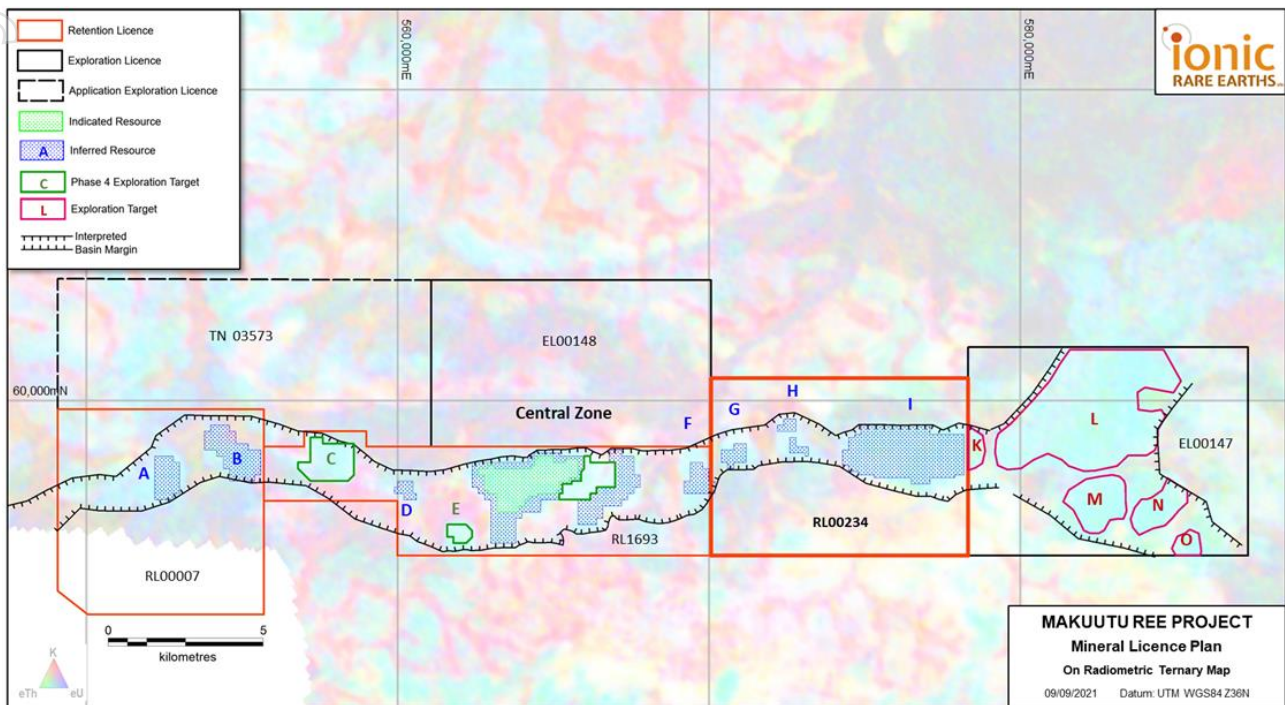 Retention Licence
Exploration Licence
Application Exploration Licence
Indicated Resource
A Inferred Resource
C Phase 4 Exploration Target
L Exploration Target
Interpreted
Basin Margin
560,000mE
580,000mE
ionic
RARE EARTHS
TN 03573
EL00148
60,000mN
Central Zone
H
F
G
I
L
EL00147
K
A
B
C
D
E
M
N
O
RL00234
RL1693
RL00007
0 5
kilometres
K
eTh eU
MAKUUTU REE PROJECT
Mineral Licence Plan
On Radiometric Ternary Map
09/09/2021 Datum: UTM WGS84 Z36N